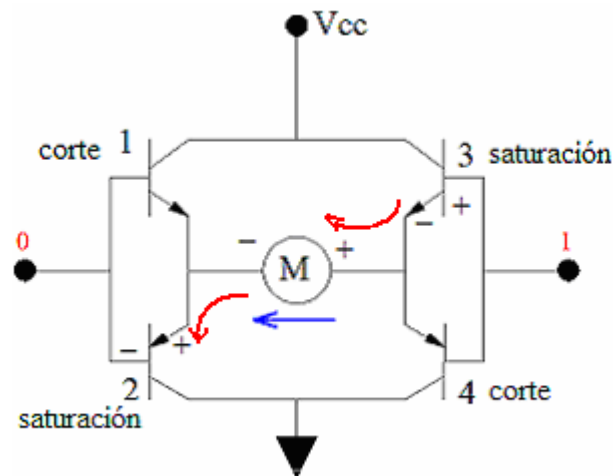 Vcc
corte 1
3 saturación
+
-
0
- M +
1
- +
2
4 corte
saturación